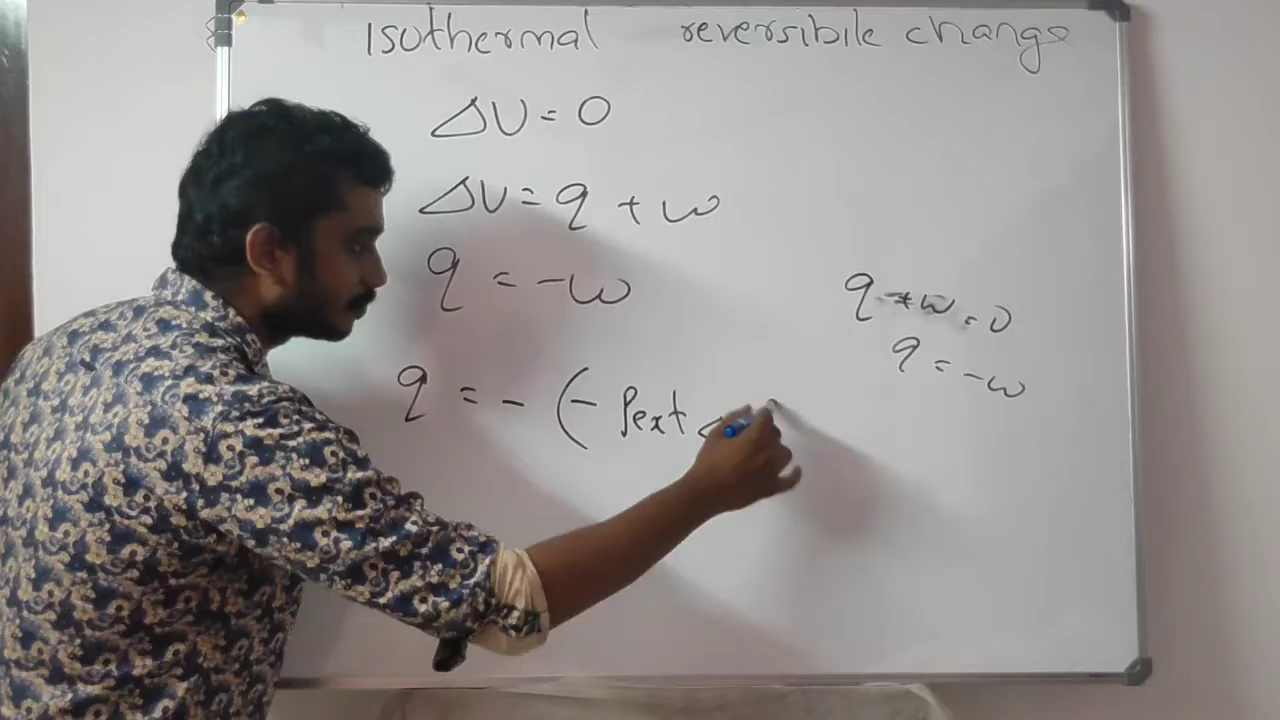 Isothermal reversibile change
ΔU = 0
ΔU = q + w
q = -w
q + w = 0
q = -w
q = - (- Pext